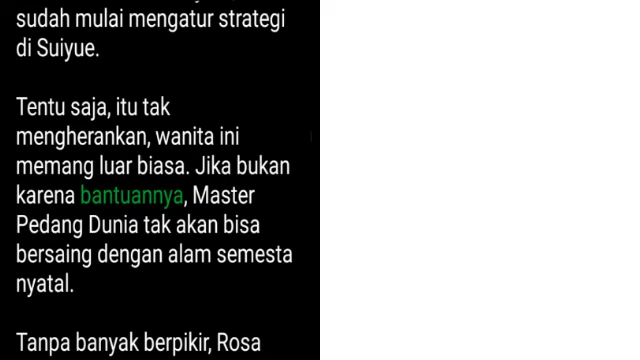 sudah mulai mengatur strategi
di Suiyue.
Tentu saja, itu tak
mengherankan, wanita ini
memang luar biasa. Jika bukan
karena bantuannya, Master
Pedang Dunia tak akan bisa
bersaing dengan alam semesta
nyatal.
Tanpa banyak berpikir, Rosa